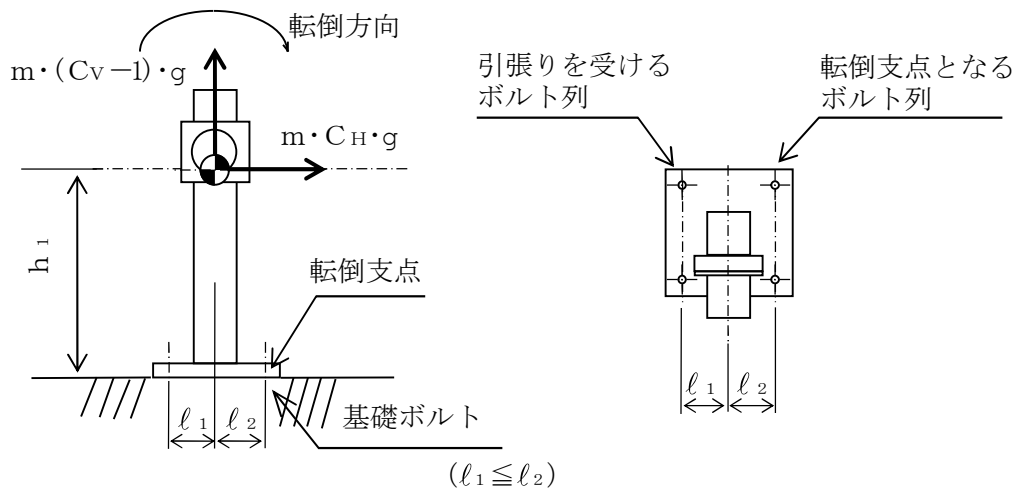 転倒方向
m・(CV−1)・g
m・CH・g
h1
転倒支点
ℓ1 ℓ2
基礎ボルト
(ℓ1≦ℓ2)
引張りを受ける
ボルト列
転倒支点となる
ボルト列
ℓ1 ℓ2